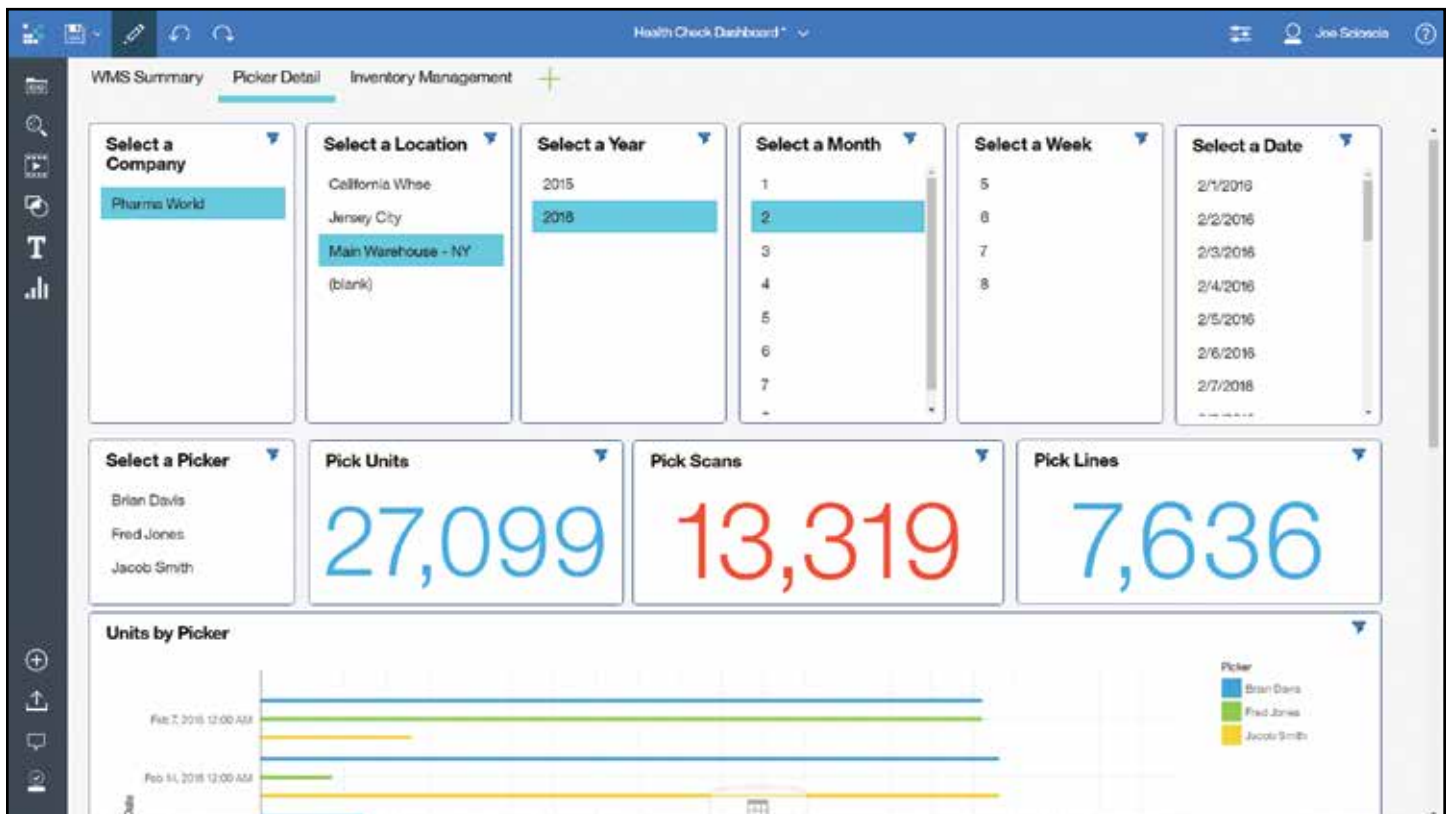 Health Check Dashboard*
Joe Scioscia
WMS Summary
Picker Detail
Inventory Management
Select a
Company
Pharma World
Select a Location
California Whse
Jersey City
Main Warehouse - NY
(blank)
Select a Year
2015
2016
Select a Month
1
2
3
4
5
6
7
Select a Week
5
6
7
8
Select a Date
2/1/2016
2/2/2016
2/3/2016
2/4/2016
2/5/2016
2/6/2016
2/7/2016
Select a Picker
Brian Davis
Fred Jones
Jacob Smith
Pick Units
27,099
Pick Scans
13,319
Pick Lines
7,636
Units by Picker
Feb 7, 2016 12:00 AM
Feb 14, 2016 12:00 AM
Date
Picker
Brian Davis
Fred Jones
Jacob Smith